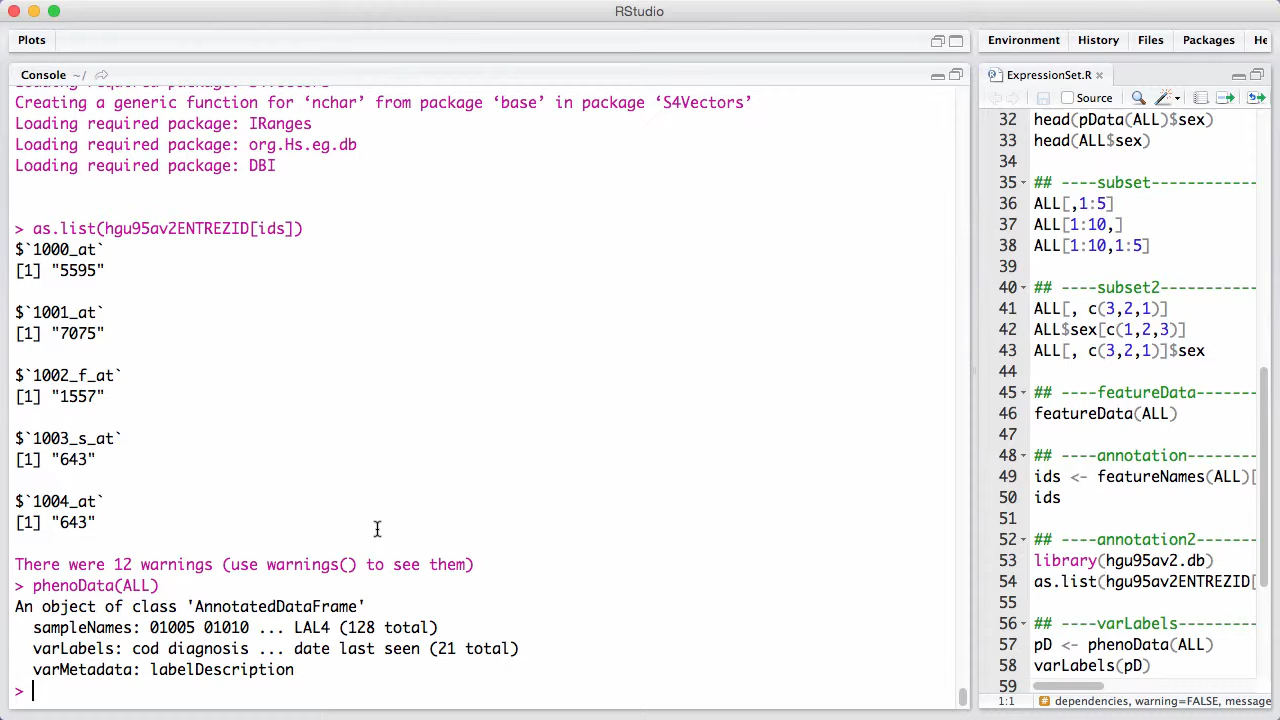 RStudio
Plots
Console ~/
Creating a generic function for ‘nchar’ from package ‘base’ in package ‘S4Vectors’
Loading required package: IRanges
Loading required package: org.Hs.eg.db
Loading required package: DBI
> as.list(hgu95av2ENTREZID[ids])
$`1000_at`
[1] "5595"
$`1001_at`
[1] "7075"
$`1002_f_at`
[1] "1557"
$`1003_s_at`
[1] "643"
$`1004_at`
[1] "643"
There were 12 warnings (use warnings() to see them)
> phenoData(ALL)
An object of class 'AnnotatedDataFrame'
sampleNames: 01005 01010 ... LAL4 (128 total)
varLabels: cod diagnosis ... date last seen (21 total)
varMetadata: labelDescription
>
Environment History Files Packages He
ExpressionSet.R
Source
32 head(pData(ALL)$sex)
33 head(ALL$sex)
34
35 ## ----subset------------
36 ALL[,1:5]
37 ALL[1:10,]
38 ALL[1:10,1:5]
39
40 ## ----subset2-----------
41 ALL[, c(3,2,1)]
42 ALL$sex[c(1,2,3)]
43 ALL[, c(3,2,1)]$sex
44
45 ## ----featureData-------
46 featureData(ALL)
47
48 ## ----annotation--------
49 ids <- featureNames(ALL)[
50 ids
51
52 ## ----annotation2-------
53 library(hgu95av2.db)
54 as.list(hgu95av2ENTREZID[
55
56 ## ----varLabels---------
57 pD <- phenoData(ALL)
58 varLabels(pD)
59
1:1 dependencies, warning=FALSE, message